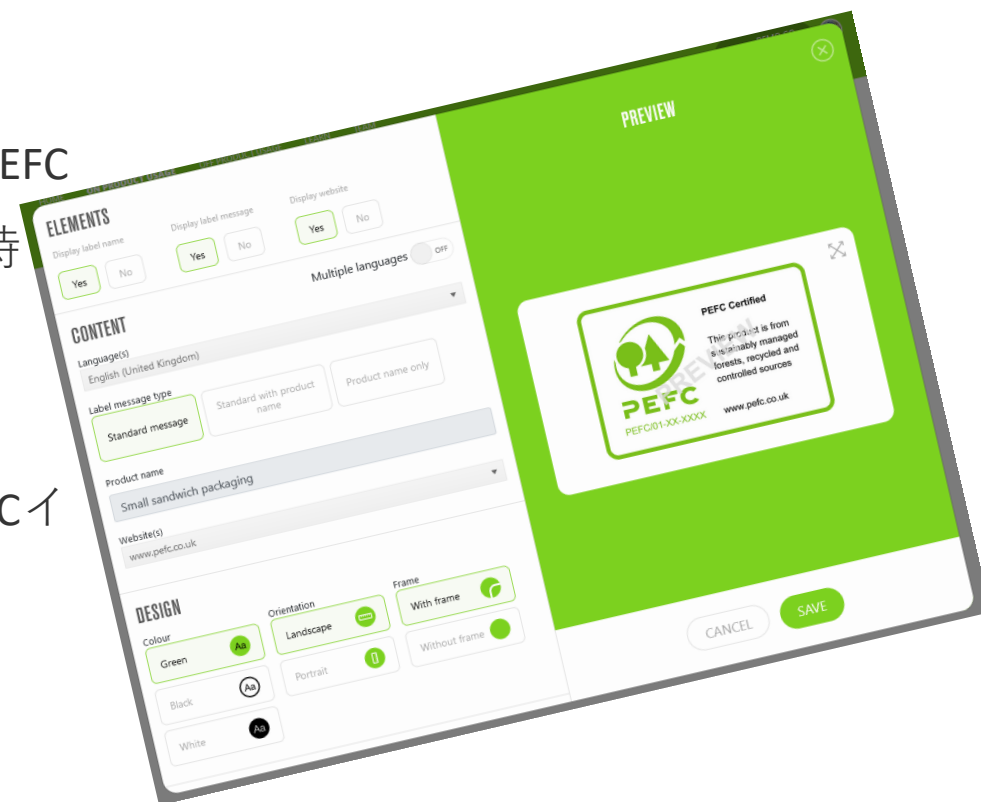 EFC
持
Cイ
ON PRODUCT USAGE
PREVIEW
ELEMENTS
Display label name
Yes
No
Display label message
Yes
No
Display website
Yes
No
Multiple languages
OFF
CONTENT
Language(s)
English (United Kingdom)
Label message type
Standard message
Standard with product
name
Product name only
Product name
Small sandwich packaging
Website(s)
www.pefc.co.uk
DESIGN
Colour
Green
Aa
Black
Aa
White
Aa
Orientation
Landscape
Portrait
Frame
With frame
Without frame
PEFC
PEFC/01-XX-XXXX
PEFC Certified
This product is from
sustainably managed
forests, recycled and
controlled sources
www.pefc.co.uk
PREVIEW
CANCEL
SAVE